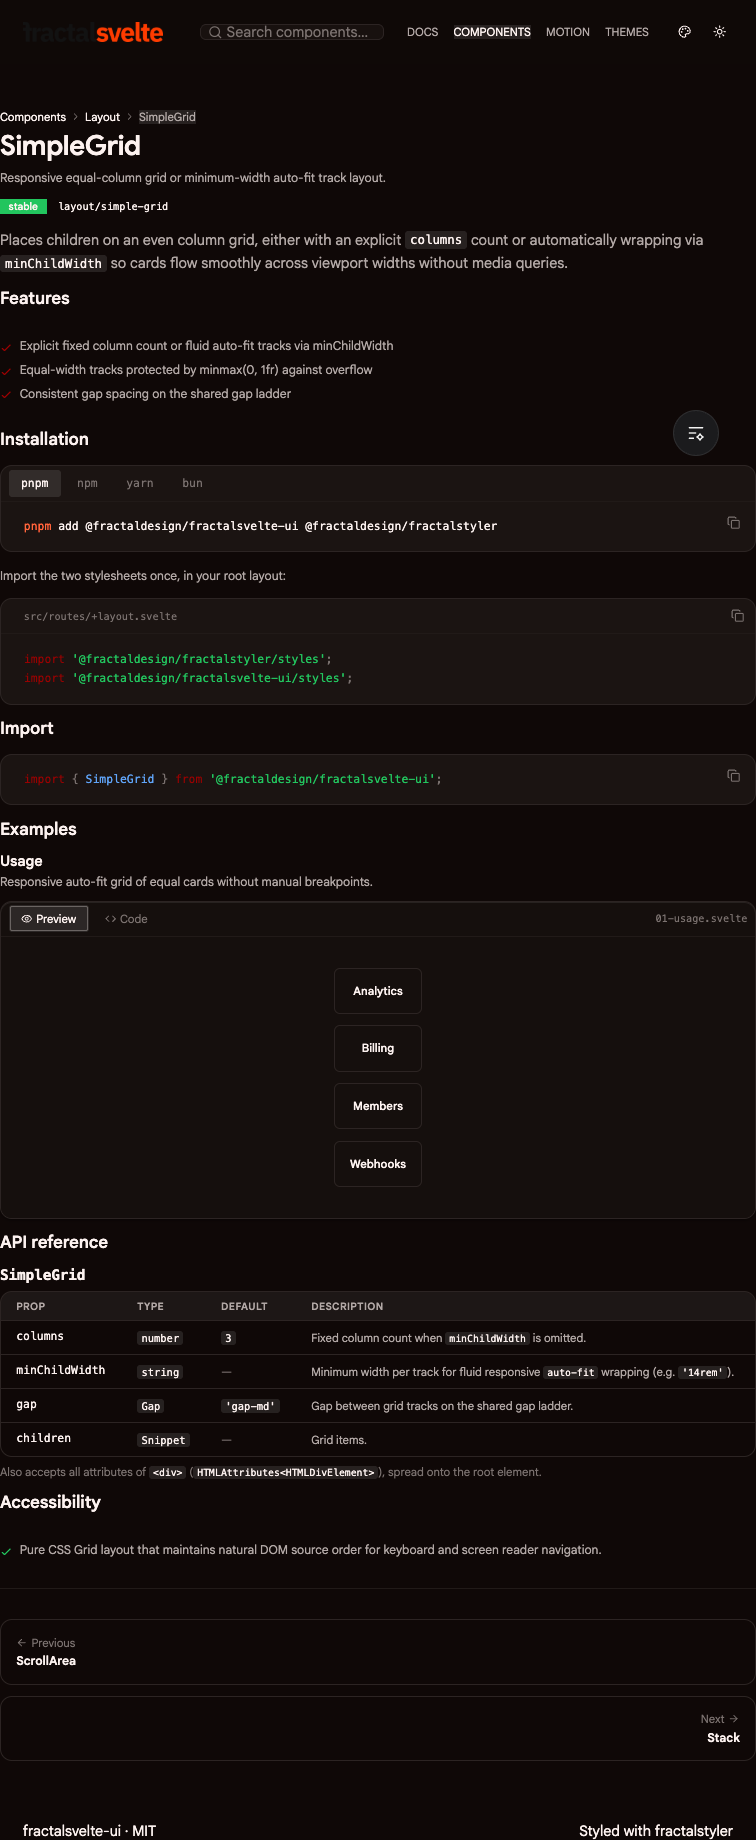 fractalsvelte
Search components...
DOCS COMPONENTS MOTION THEMES
Components > Layout > SimpleGrid
SimpleGrid
Responsive equal-column grid or minimum-width auto-fit track layout.
stable layout/simple-grid
Places children on an even column grid, either with an explicit columns count or automatically wrapping via
minChildWidth so cards flow smoothly across viewport widths without media queries.
Features
Explicit fixed column count or fluid auto-fit tracks via minChildWidth
Equal-width tracks protected by minmax(0, 1fr) against overflow
Consistent gap spacing on the shared gap ladder
Installation
pnpm npm yarn bun
pnpm add @fractaldesign/fractalsvelte-ui @fractaldesign/fractalstyler
Import the two stylesheets once, in your root layout:
src/routes/+layout.svelte
import '@fractaldesign/fractalstyler/styles';
import '@fractaldesign/fractalsvelte-ui/styles';
Import
import { SimpleGrid } from '@fractaldesign/fractalsvelte-ui';
Examples
Usage
Responsive auto-fit grid of equal cards without manual breakpoints.
Preview <> Code 01-usage.svelte
Analytics
Billing
Members
Webhooks
API reference
SimpleGrid
PROP TYPE DEFAULT DESCRIPTION
columns number 3 Fixed column count when minChildWidth is omitted.
minChildWidth string — Minimum width per track for fluid responsive auto-fit wrapping (e.g. '14rem').
gap Gap 'gap-md' Gap between grid tracks on the shared gap ladder.
children Snippet — Grid items.
Also accepts all attributes of <div> (HTMLAttributes<HTMLDivElement>), spread onto the root element.
Accessibility
Pure CSS Grid layout that maintains natural DOM source order for keyboard and screen reader navigation.
← Previous
ScrollArea
Next →
Stack
fractalsvelte-ui · MIT Styled with fractalstyler